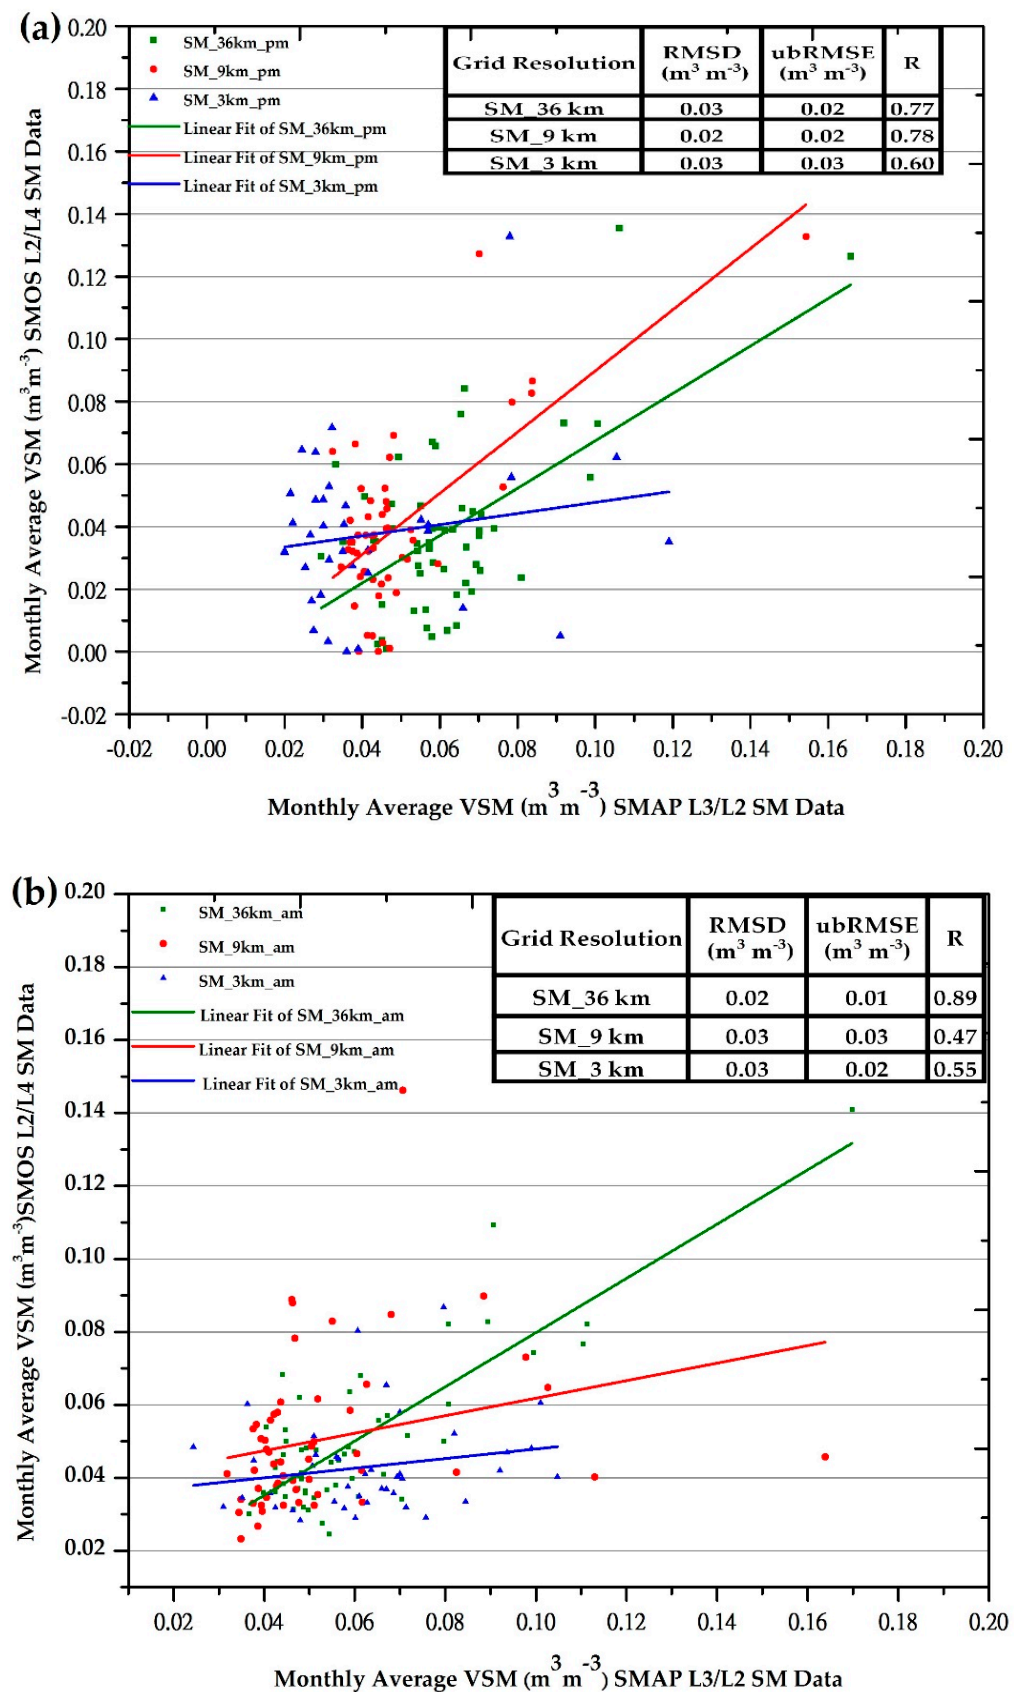 (a)
0.20
0.18
0.16
0.14
0.12
0.10
0.08
0.06
0.04
0.02
0.00
-0.02
Monthly Average VSM (m³m⁻³) SMOS L2/L4 SM Data
SM_36km_pm
SM_9km_pm
SM_3km_pm
Linear Fit of SM_36km_pm
Linear Fit of SM_9km_pm
Linear Fit of SM_3km_pm
Grid Resolution RMSD (m³ m⁻³) ubRMSE (m³ m⁻³) R
SM_36 km 0.03 0.02 0.77
SM_9 km 0.02 0.02 0.78
SM_3 km 0.03 0.03 0.60
-0.02 0.00 0.02 0.04 0.06 0.08 0.10 0.12 0.14 0.16 0.18 0.20
Monthly Average VSM (m³m⁻³) SMAP L3/L2 SM Data
(b)
0.20
0.18
0.16
0.14
0.12
0.10
0.08
0.06
0.04
0.02
Monthly Average VSM (m³m⁻³)SMOS L2/L4 SM Data
SM_36km_am
SM_9km_am
SM_3km_am
Linear Fit of SM_36km_am
Linear Fit of SM_9km_am
Linear Fit of SM_3km_am
Grid Resolution RMSD (m³ m⁻³) ubRMSE (m³ m⁻³) R
SM_36 km 0.02 0.01 0.89
SM_9 km 0.03 0.03 0.47
SM_3 km 0.03 0.02 0.55
0.02 0.04 0.06 0.08 0.10 0.12 0.14 0.16 0.18 0.20
Monthly Average VSM (m³m⁻³) SMAP L3/L2 SM Data